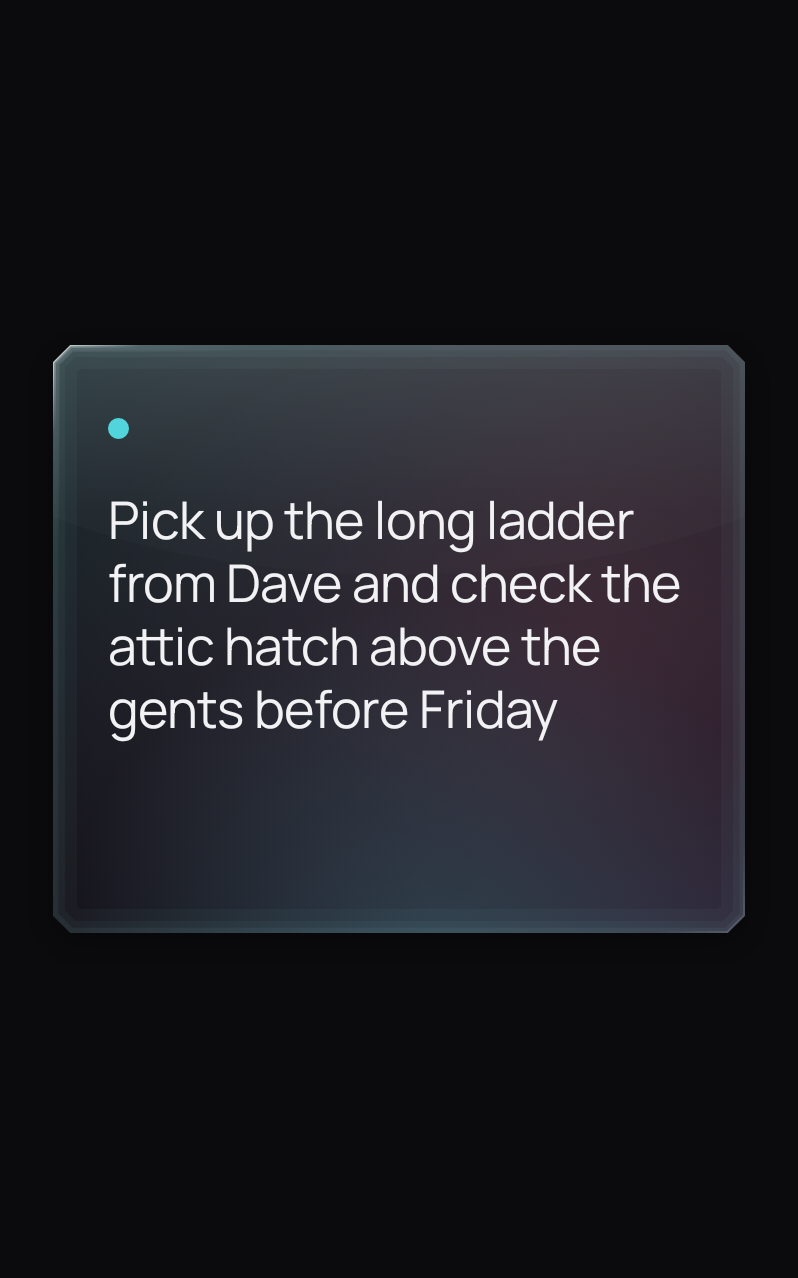 Pick up the long ladder
from Dave and check the
attic hatch above the
gents before Friday